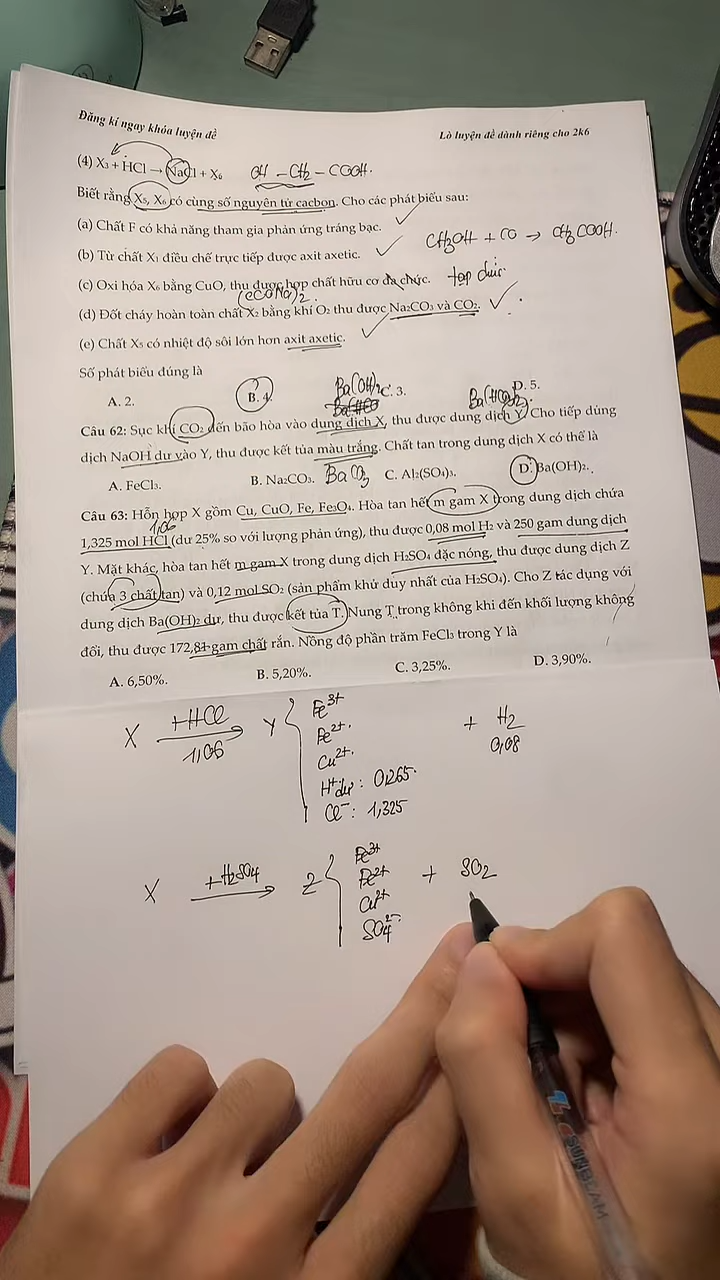 Đăng kí ngay khóa luyện đề
Lò luyện đề dành riêng cho 2k6
(4) X₃ + HCl → NaCl + X₆
OH – CH₂ – COOH.
Biết rằng X₅, X₆ có cùng số nguyên tử cacbon. Cho các phát biểu sau:
(a) Chất F có khả năng tham gia phản ứng tráng bạc.
CH₃OH + CO → CH₃COOH.
(b) Từ chất X₁ điều chế trực tiếp được axit axetic.
(c) Oxi hóa X₆ bằng CuO, thu được hợp chất hữu cơ đa chức.
tạp chức.
(COONa)₂.
(d) Đốt cháy hoàn toàn chất X₂ bằng khí O₂ thu được Na₂CO₃ và CO₂.
(e) Chất X₅ có nhiệt độ sôi lớn hơn axit axetic.
Số phát biểu đúng là
A. 2.
B. 4.
C. 3.
D. 5.
Ba(OH)₂
Ba(HCO₃)₂
Câu 62: Sục khí CO₂ đến bão hòa vào dung dịch X, thu được dung dịch Y. Cho tiếp dùng
dịch NaOH dư vào Y, thu được kết tủa màu trắng. Chất tan trong dung dịch X có thể là
A. FeCl₃.
B. Na₂CO₃.
BaCO₃
C. Al₂(SO₄)₃.
D. Ba(OH)₂.
Câu 63: Hỗn hợp X gồm Cu, CuO, Fe, Fe₃O₄. Hòa tan hết m gam X trong dung dịch chứa
1,06
1,325 mol HCl (dư 25% so với lượng phản ứng), thu được 0,08 mol H₂ và 250 gam dung dịch
Y. Mặt khác, hòa tan hết m gam X trong dung dịch H₂SO₄ đặc nóng, thu được dung dịch Z
(chứa 3 chất tan) và 0,12 mol SO₂ (sản phẩm khử duy nhất của H₂SO₄). Cho Z tác dụng với
dung dịch Ba(OH)₂ dư, thu được kết tủa T. Nung T trong không khí đến khối lượng không
đổi, thu được 172,81 gam chất rắn. Nồng độ phần trăm FeCl₃ trong Y là
A. 6,50%.
B. 5,20%.
C. 3,25%.
D. 3,90%.
Fe³⁺
X +HCl → 1,06 Y Fe²⁺.
+ H₂
0,08
Cu²⁺.
H⁺dư : 0,265.
Cl⁻ : 1,325
Fe³⁺
X +H₂SO₄ → Z Fe²⁺ + SO₂
Cu²⁺
SO₄²⁻
SUNBEAM